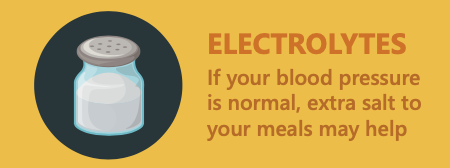 ELECTROLYTES
If your blood pressure
is normal, extra salt to
your meals may help